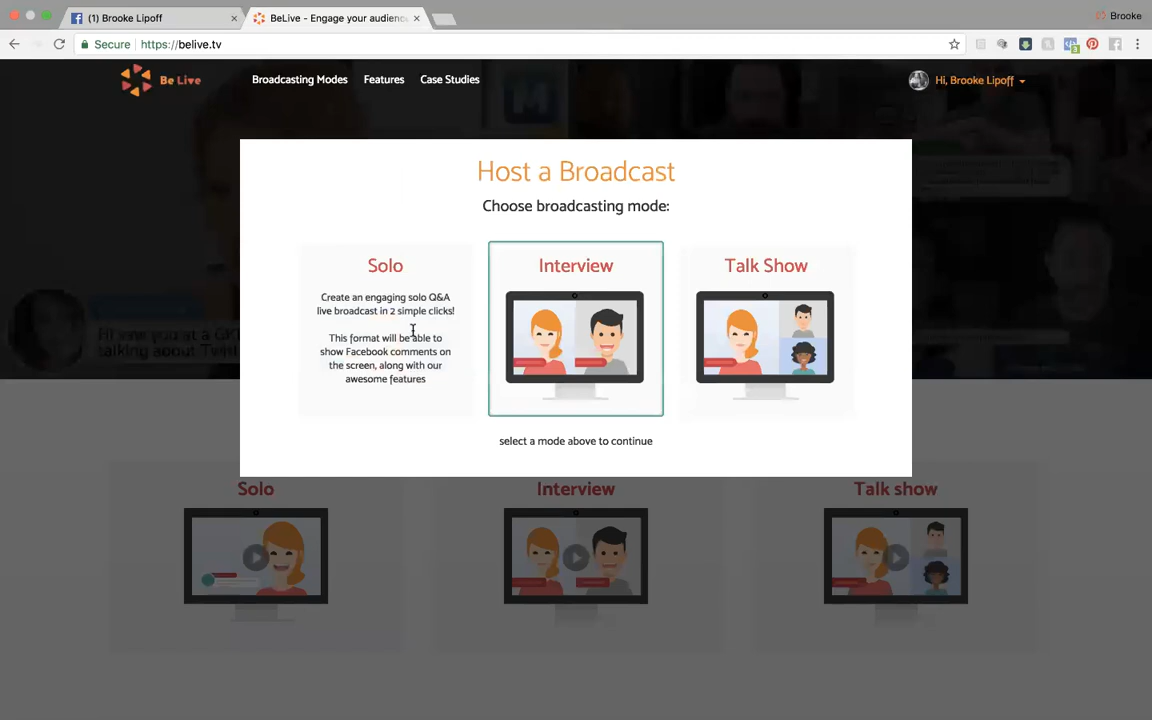 (1) Brooke Lipoff
BeLive - Engage your audienc
Brooke
Secure https://belive.tv
Be Live
Broadcasting Modes Features Case Studies
Hi, Brooke Lipoff
Host a Broadcast
Choose broadcasting mode:
Solo
Create an engaging solo Q&A
live broadcast in 2 simple clicks!
This format will be able to
show Facebook comments on
the screen, along with our
awesome features
Interview
Talk Show
select a mode above to continue
Solo
Interview
Talk show